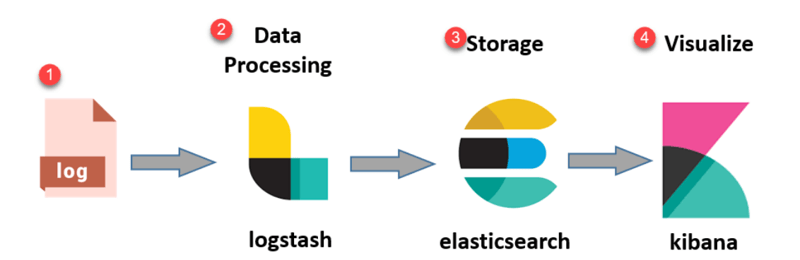 1
log
2
Data
Processing
logstash
3
Storage
elasticsearch
4
Visualize
kibana